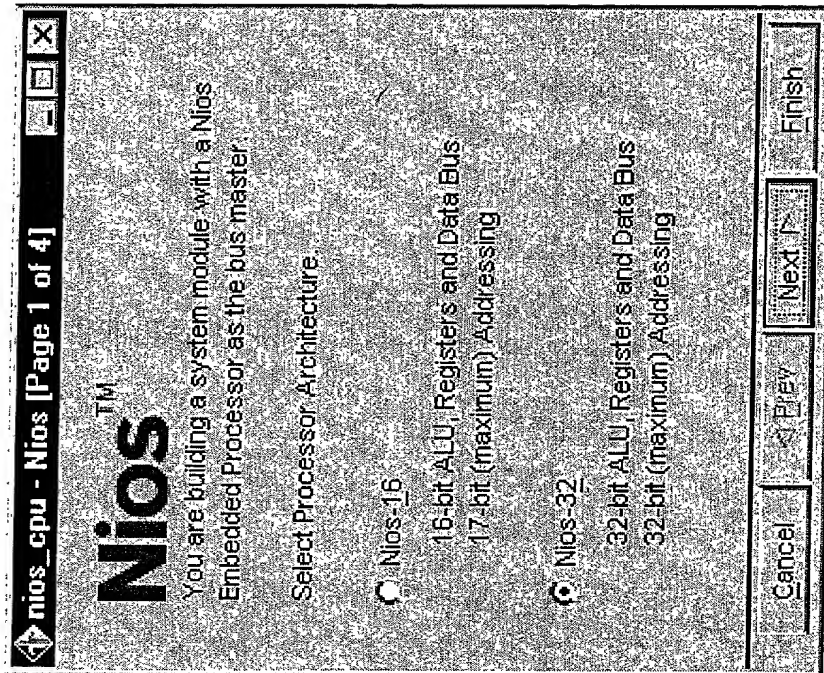 nios_cpu - Nios [Page 1 of 4]
Nios™
You are building a system module with a Nios
Embedded Processor as the bus master.
Select Processor Architecture.
Nios-16
16-bit ALU, Registers and Data Bus
17-bit (maximum) Addressing
Nios-32
32-bit ALU, Registers and Data Bus
32-bit (maximum) Addressing
Cancel
Prev
Next
Finish